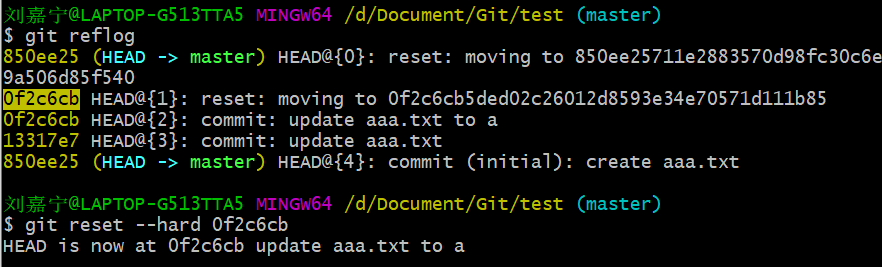 刘嘉宁@LAPTOP-G513TTA5 MINGW64 /d/Document/Git/test (master)
$ git reflog
850ee25 (HEAD -> master) HEAD@{0}: reset: moving to 850ee25711e2883570d98fc30c6e
9a506d85f540
0f2c6cb HEAD@{1}: reset: moving to 0f2c6cb5ded02c26012d8593e34e70571d111b85
0f2c6cb HEAD@{2}: commit: update aaa.txt to a
13317e7 HEAD@{3}: commit: update aaa.txt
850ee25 (HEAD -> master) HEAD@{4}: commit (initial): create aaa.txt
刘嘉宁@LAPTOP-G513TTA5 MINGW64 /d/Document/Git/test (master)
$ git reset --hard 0f2c6cb
HEAD is now at 0f2c6cb update aaa.txt to a